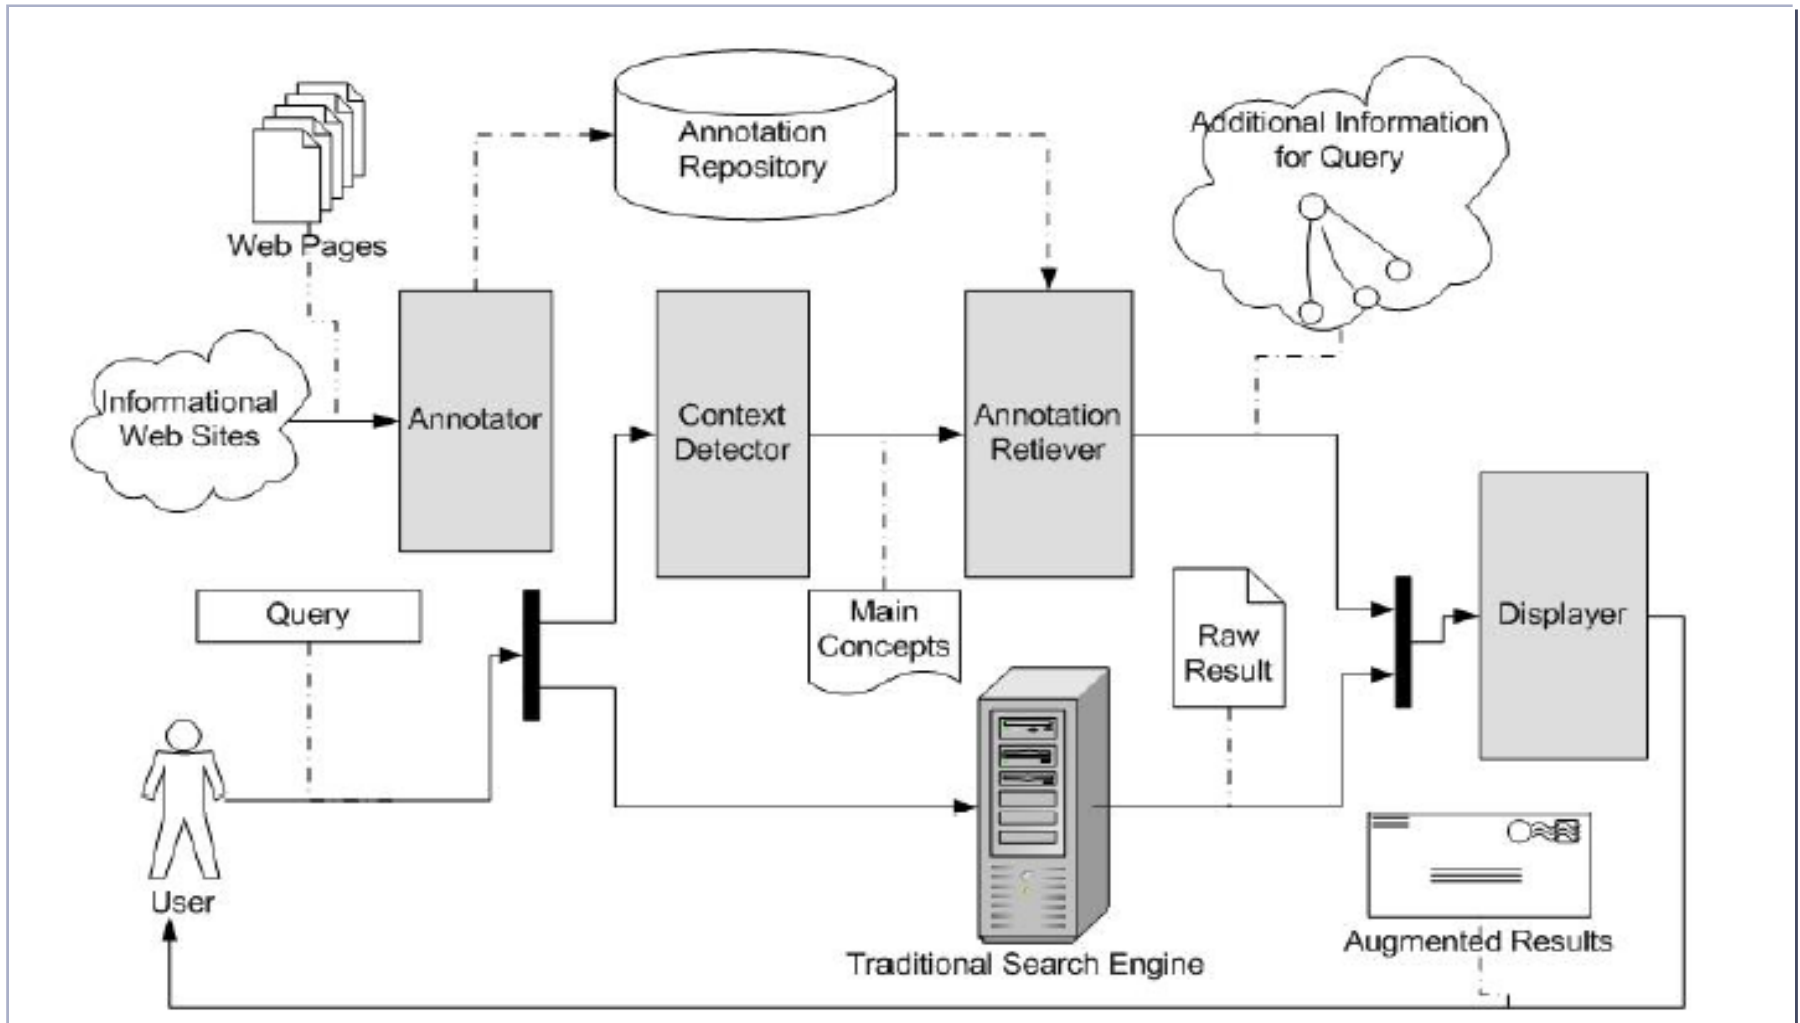 Annotation
Repository
Additional Information
for Query
Web Pages
Informational
Web Sites
Annotator
Context
Detector
Annotation
Retiever
Query
Main
Concepts
Raw
Result
Displayer
User
Traditional Search Engine
Augmented Results